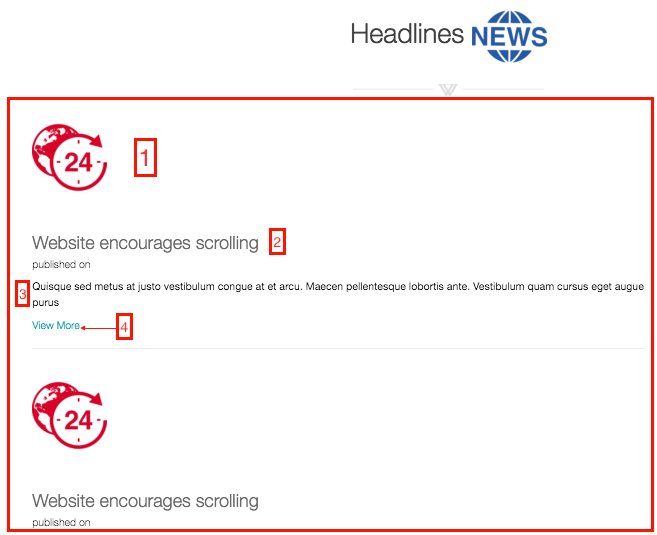 Headlines NEWS
24
1
Website encourages scrolling 2
published on
3 Quisque sed metus at justo vestibulum congue at et arcu. Maecen pellentesque lobortis ante. Vestibulum quam cursus eget augue
purus
View More 4
24
Website encourages scrolling
published on